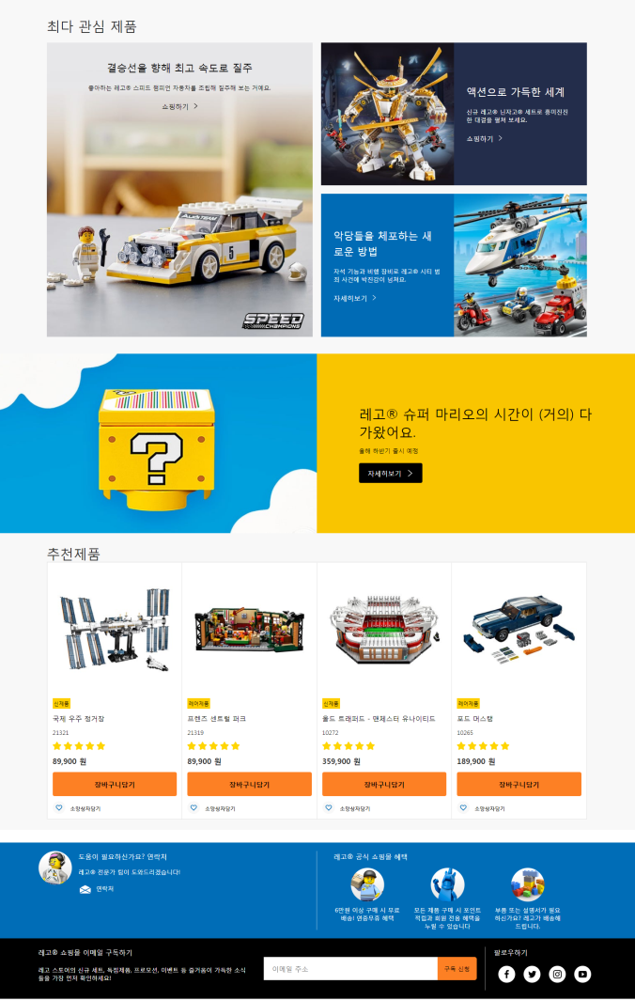 최다 관심 제품
결승선을 향해 최고 속도로 질주
좋아하는 레고® 스피드 챔피언 자동차를 조립해 질주해 보는 거예요.
쇼핑하기 >
AUDI TEAM
5
SPEED
CHAMPIONS
액션으로 가득한 세계
신규 레고® 닌자고® 세트로 흥미진진
한 대결을 펼쳐 보세요.
쇼핑하기 >
악당들을 체포하는 새
로운 방법
자석 기능과 비행 장비로 레고® 시티 범
죄 사건에 박진감이 넘쳐요.
자세히보기 >
?
레고® 슈퍼 마리오의 시간이 (거의) 다
가왔어요.
올해 하반기 출시 예정
자세히보기 >
추천제품
신제품
국제 우주 정거장
21321
89,900 원
장바구니담기
소망상자담기
레어제품
프렌즈 센트럴 퍼크
21319
89,900 원
장바구니담기
소망상자담기
신제품
올드 트래퍼드 - 맨체스터 유나이티드
10272
359,900 원
장바구니담기
소망상자담기
레어제품
포드 머스탱
10265
189,900 원
장바구니담기
소망상자담기
도움이 필요하신가요? 연락처
레고® 전문가 팀이 도와드리겠습니다!
연락처
레고® 공식 쇼핑몰 혜택
6만원 이상 구매 시 무료
배송! 연중무휴 혜택
모든 제품 구매 시 포인트
적립과 회원 전용 혜택을
누릴 수 있습니다
부품 또는 설명서가 필요
하신가요? 레고가 배송해
드립니다.
레고® 쇼핑몰 이메일 구독하기
레고 스토어의 신규 세트, 독점제품, 프로모션, 이벤트 등 즐거움이 가득한 소식
들을 가장 먼저 확인하세요!
이메일 주소
구독 신청
팔로우하기